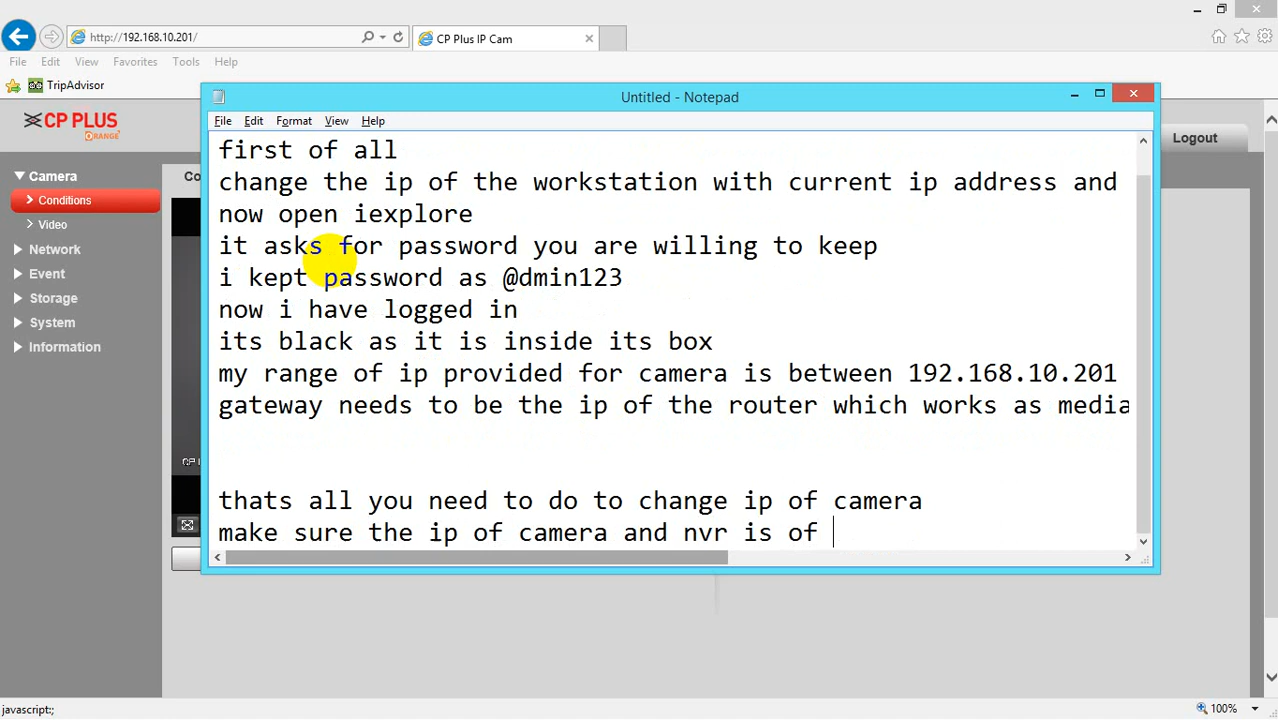 http://192.168.10.201/
CP Plus IP Cam
File Edit View Favorites Tools Help
TripAdvisor
CP PLUS
ORANGE
Logout
Camera
Conditions
Video
Network
Event
Storage
System
Information
Co
Untitled - Notepad
File Edit Format View Help
first of all
change the ip of the workstation with current ip address and
now open iexplore
it asks for password you are willing to keep
i kept password as @dmin123
now i have logged in
its black as it is inside its box
my range of ip provided for camera is between 192.168.10.201
gateway needs to be the ip of the router which works as media
thats all you need to do to change ip of camera
make sure the ip of camera and nvr is of
javascript:;
100%